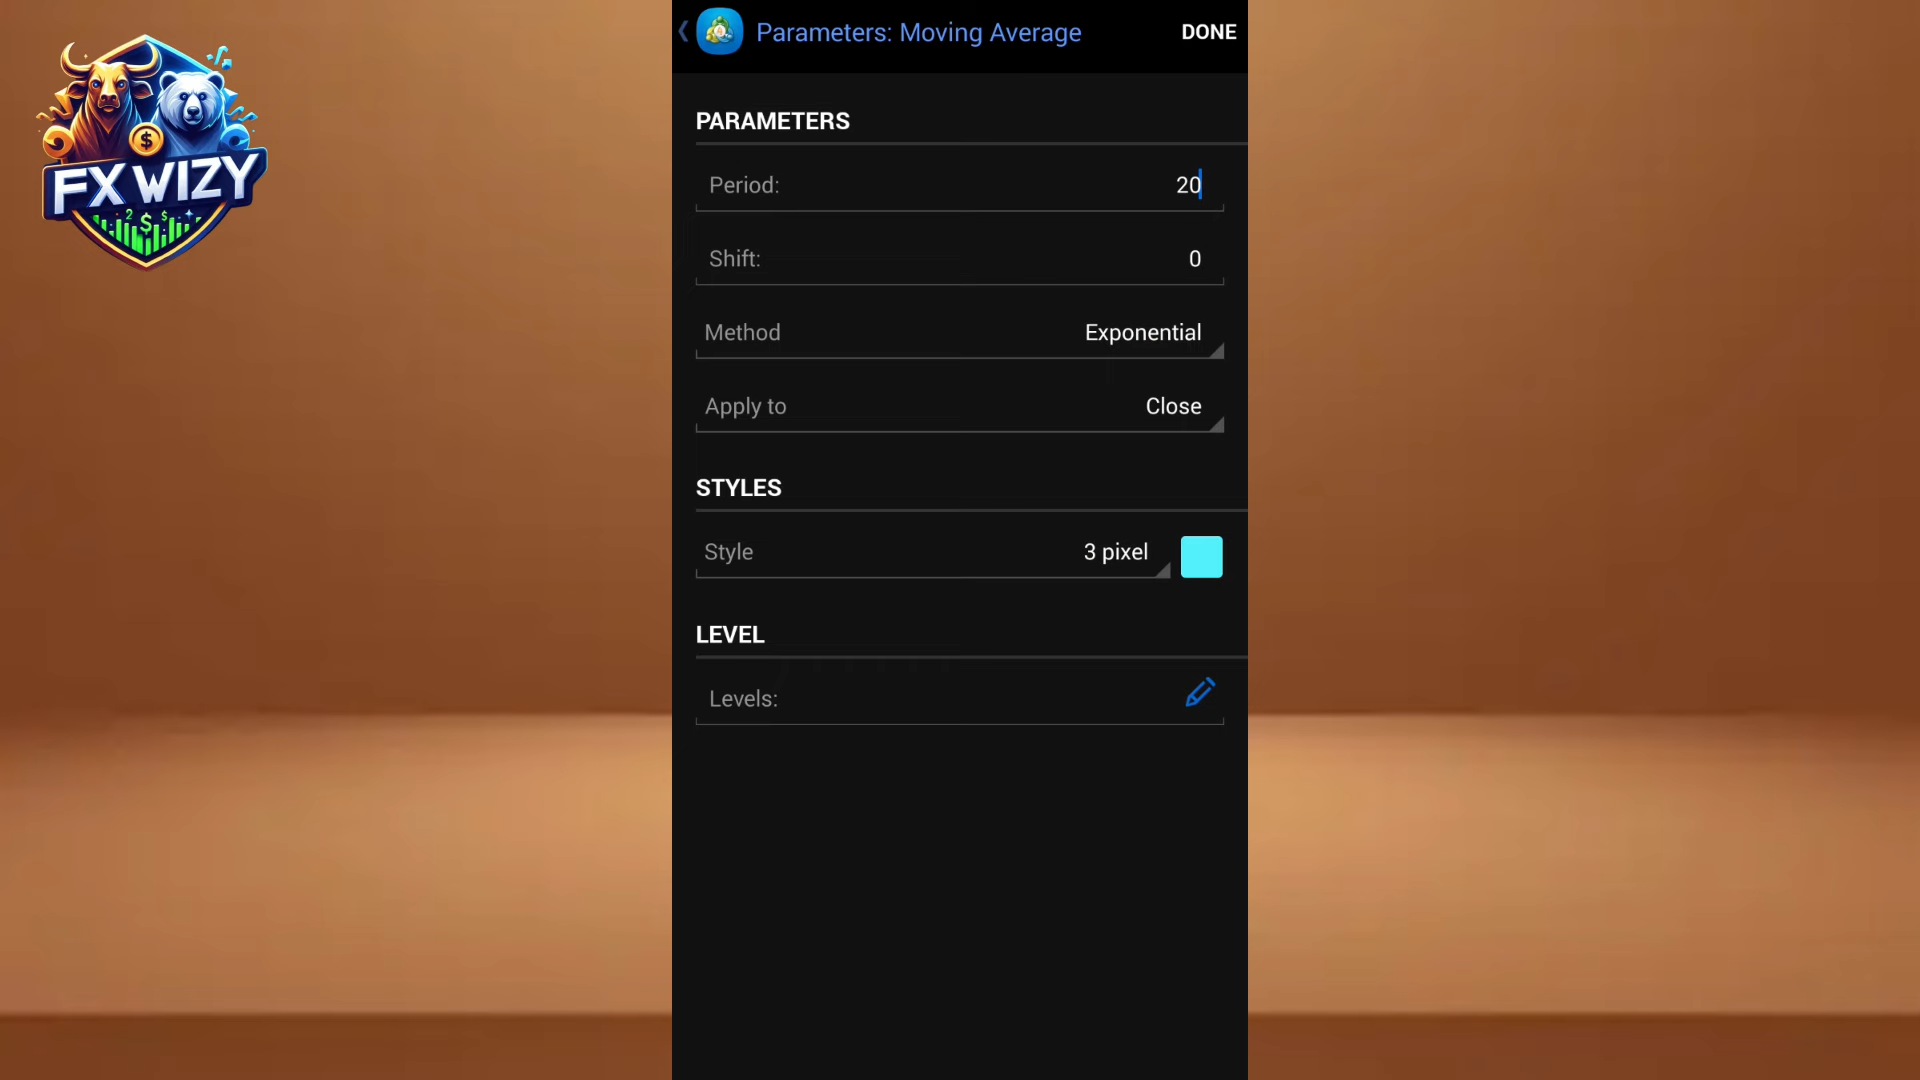 FX WIZY
Parameters: Moving Average
DONE
PARAMETERS
Period: 20
Shift: 0
Method Exponential
Apply to Close
STYLES
Style 3 pixel
LEVEL
Levels: